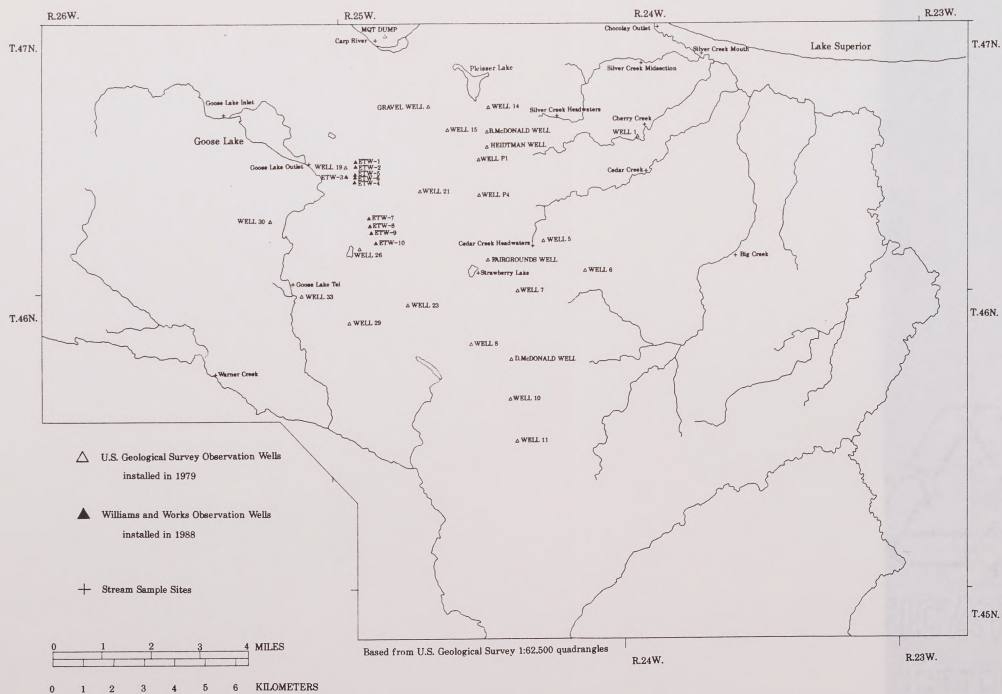 R.26W.
R.25W.
R.24W.
R.23W.
T.47N.
T.47N.
MQT DUMP
Carp River
Chocolay Outlet
Silver Creek Mouth
Lake Superior
Pleisser Lake
Silver Creek Midsection
Goose Lake Inlet
GRAVEL WELL
WELL 14
Silver Creek Headwaters
Goose Lake
WELL 15
B.McDONALD WELL
Cherry Creek
WELL 1
HEIDTMAN WELL
ETW-1
WELL P1
Goose Lake Outlet
WELL 19
ETW-2
Cedar Creek
ETW-3
ETW-4
WELL 21
WELL P4
WELL 30
ETW-7
ETW-8
ETW-9
ETW-10
Cedar Creek Headwaters
WELL 5
WELL 26
FAIRGROUNDS WELL
Big Creek
Strawberry Lake
WELL 6
Goose Lake Tel
WELL 7
WELL 33
WELL 23
T.46N.
T.46N.
WELL 29
WELL 8
D.McDONALD WELL
Warner Creek
WELL 10
WELL 11
U.S. Geological Survey Observation Wells
installed in 1979
Williams and Works Observation Wells
installed in 1988
Stream Sample Sites
T.45N.
0 1 2 3 4 MILES
Based from U.S. Geological Survey 1:62.500 quadrangles
R.24W.
R.23W.
0 1 2 3 4 5 6 KILOMETERS